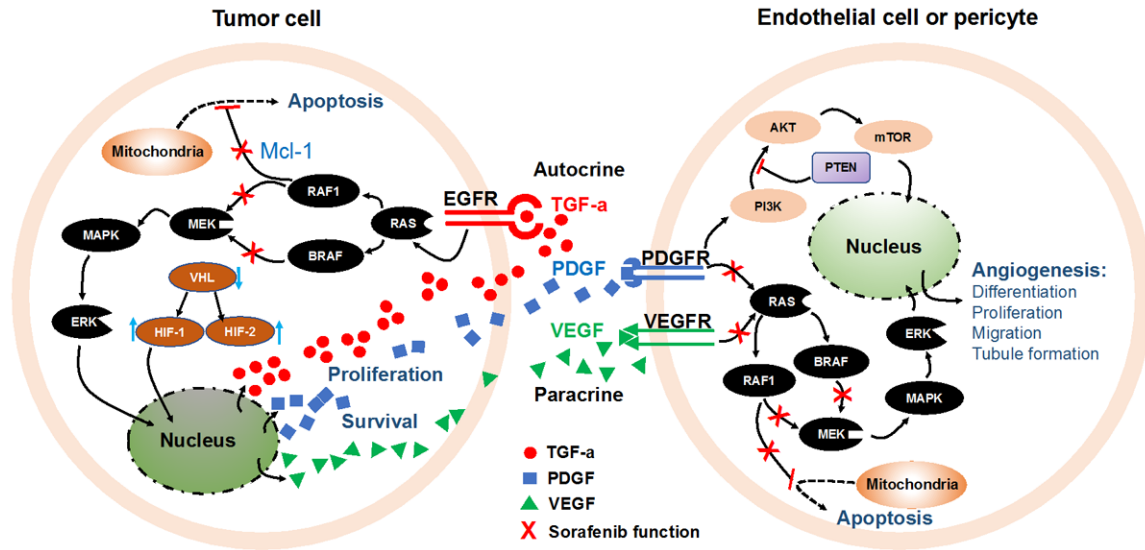 Tumor cell
Endothelial cell or pericyte
Apoptosis
Mitochondria
Mcl-1
RAF1
MEK
RAS
MAPK
BRAF
VHL
ERK
HIF-1
HIF-2
Nucleus
Proliferation
Survival
EGFR
Autocrine
TGF-a
PDGF
PDGFR
VEGF
VEGFR
Paracrine
TGF-a
PDGF
VEGF
X Sorafenib function
AKT
mTOR
PTEN
PI3K
Nucleus
RAS
ERK
BRAF
RAF1
MAPK
MEK
Mitochondria
Apoptosis
Angiogenesis:
Differentiation
Proliferation
Migration
Tubule formation